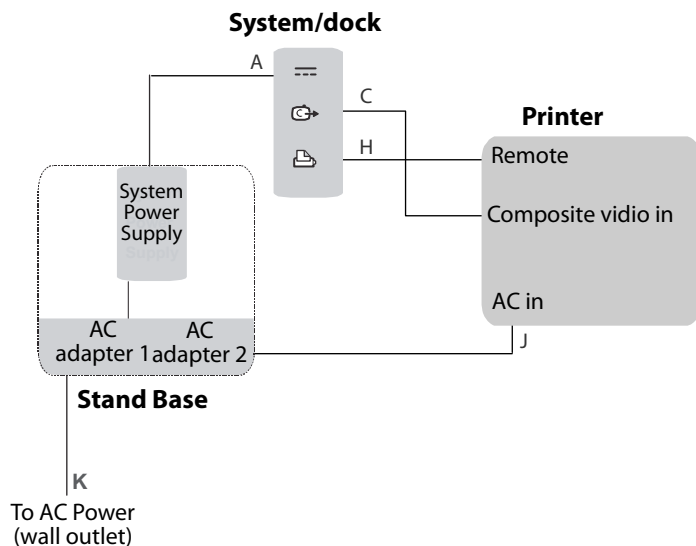 System/dock
A
C
H
Printer
Remote
Composite vidio in
AC in
J
System
Power
Supply
Supply
AC
adapter 1
AC
adapter 2
Stand Base
K
To AC Power
(wall outlet)